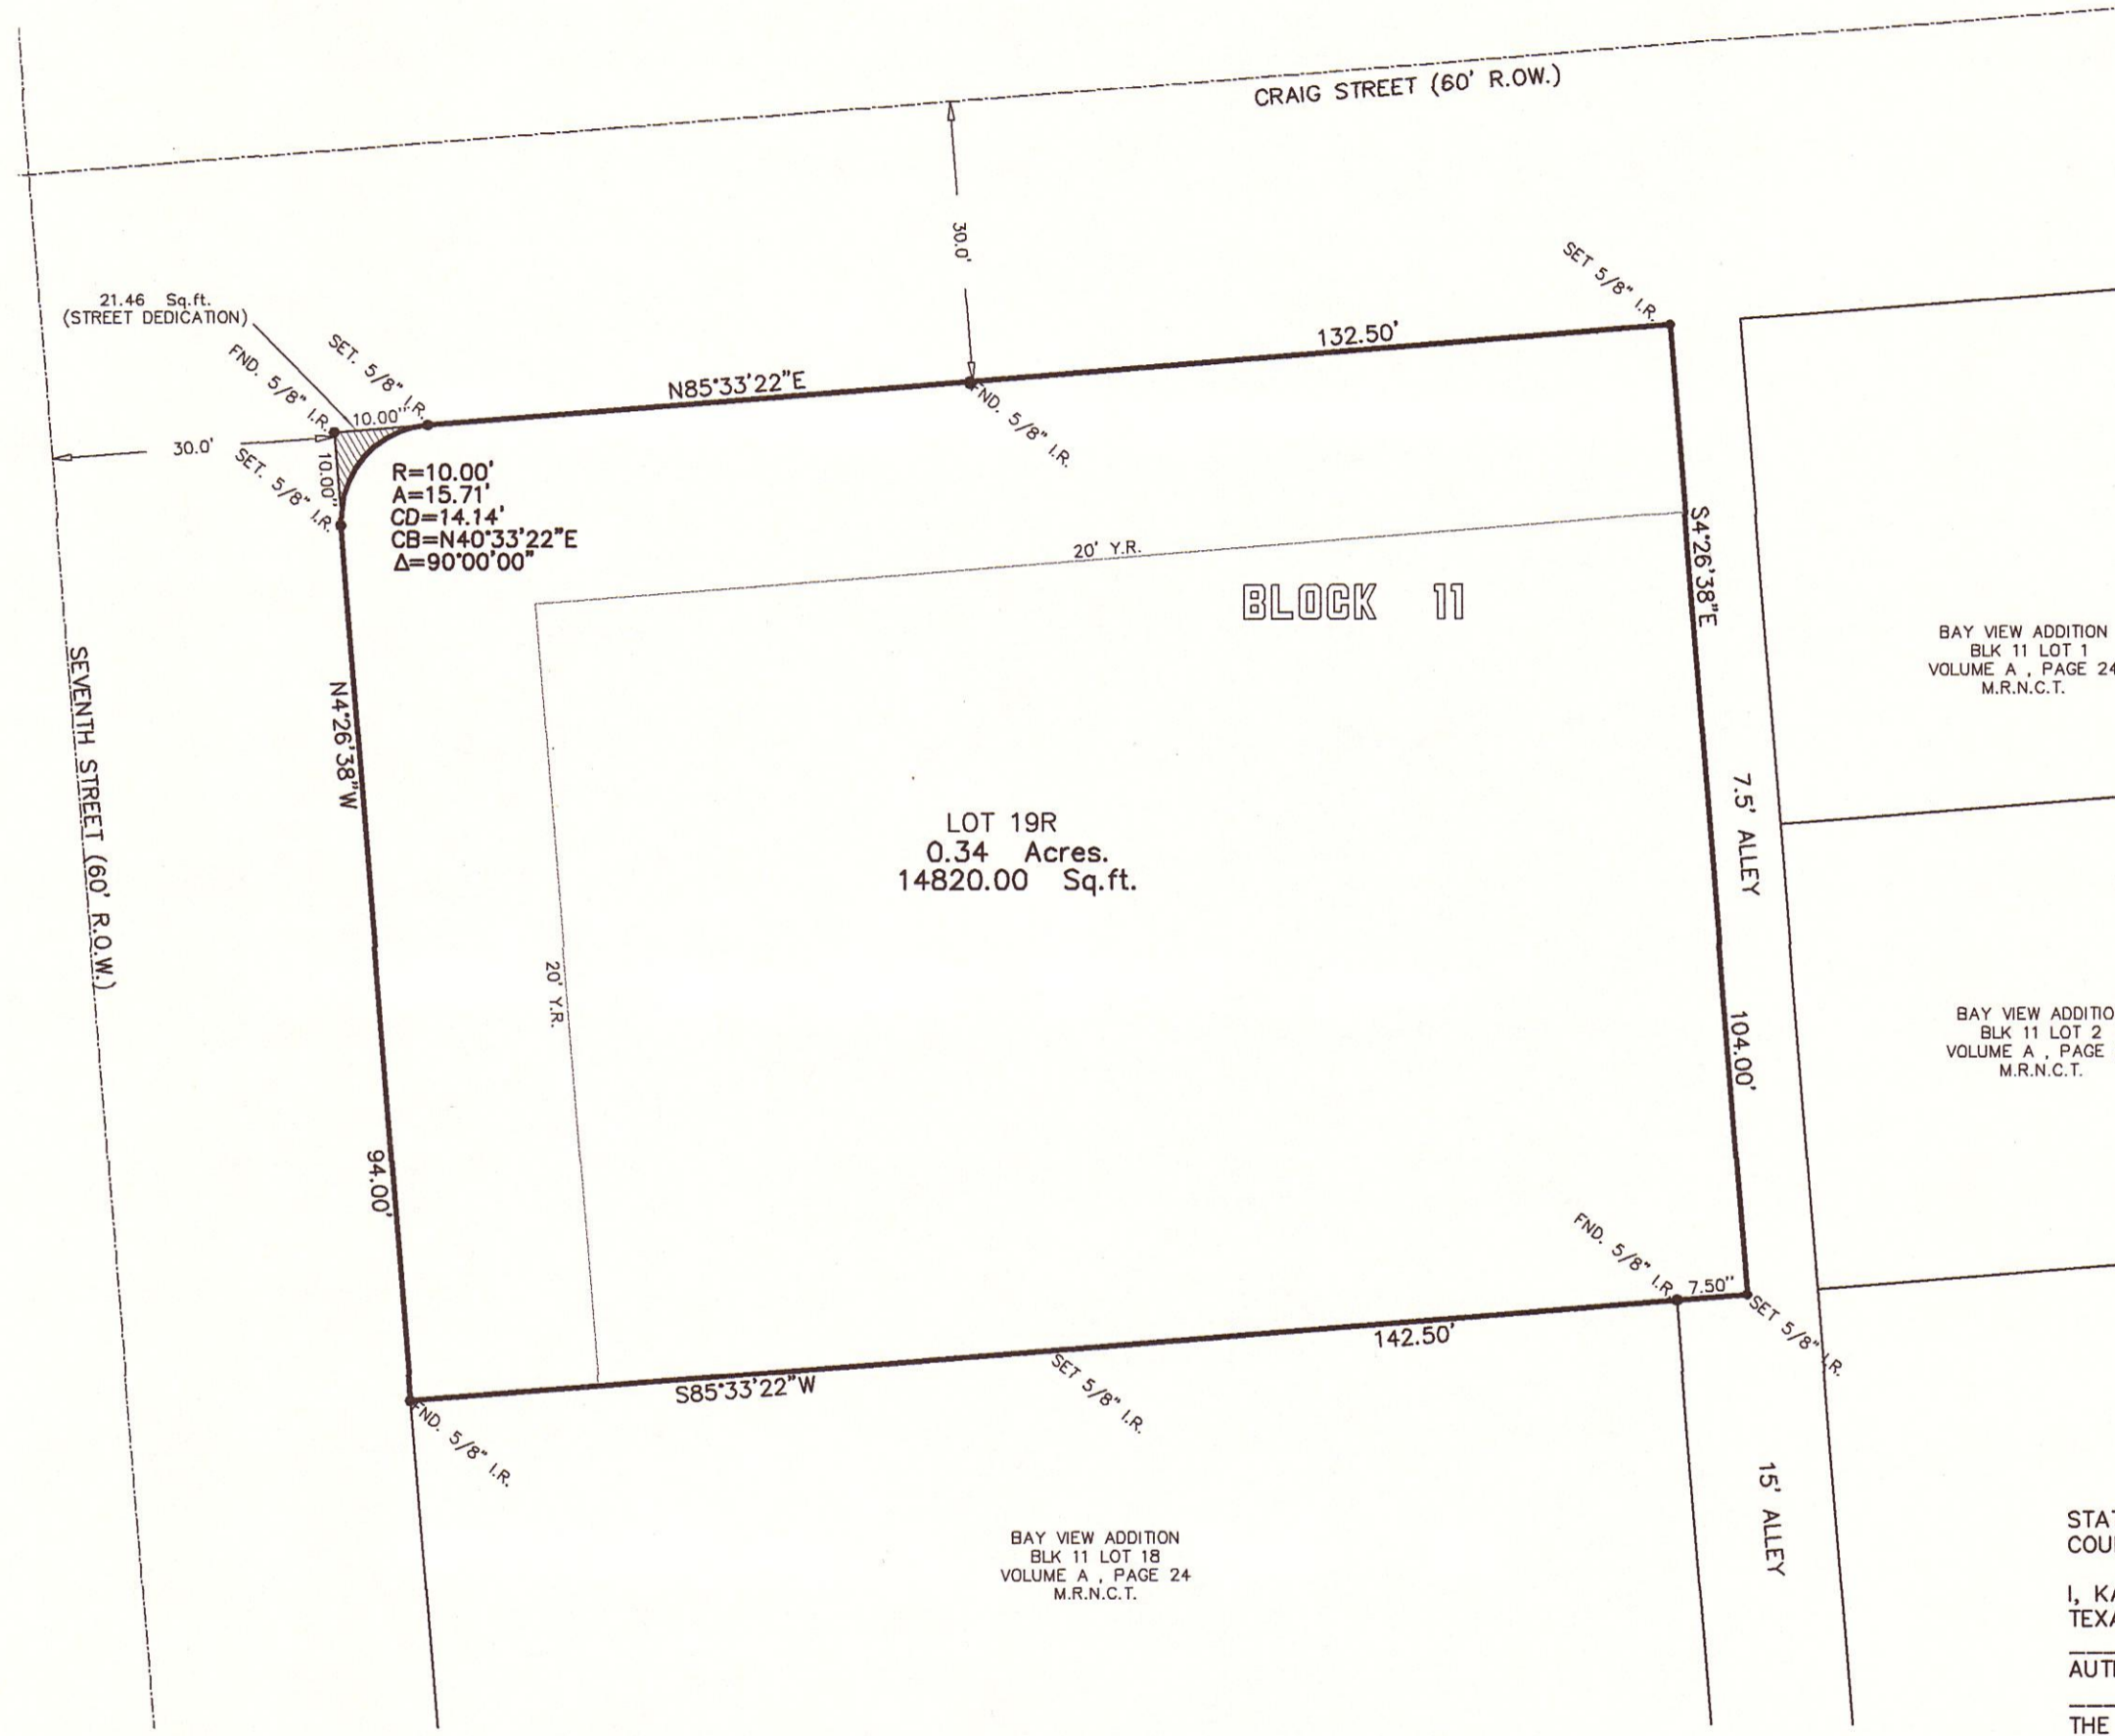 CRAIG STREET (60' R.OW.)
30.0'
SET 5/8" I.R.
21.46 Sq.ft.
(STREET DEDICATION)
SET. 5/8" I.R.
FND. 5/8" I.R.
10.00"
N85°33'22"E
132.50'
FND. 5/8" I.R.
30.0'
SET. 5/8" I.R.
10.00"
R=10.00'
A=15.71'
CD=14.14'
CB=N40°33'22"E
Δ=90°00'00"
20' Y.R.
S4°26'38"E
BLOCK 11
BAY VIEW ADDITION
BLK 11 LOT 1
VOLUME A , PAGE 24
M.R.N.C.T.
SEVENTH STREET (60' R.O.W.)
N4°26'38"W
7.5' ALLEY
LOT 19R
0.34 Acres.
14820.00 Sq.ft.
20' Y.R.
104.00'
BAY VIEW ADDITIO
BLK 11 LOT 2
VOLUME A , PAGE
M.R.N.C.T.
94.00'
FND. 5/8" I.R.
7.50"
SET 5/8" I.R.
142.50'
SET 5/8" I.R.
S85°33'22"W
FND. 5/8" I.R.
15' ALLEY
BAY VIEW ADDITION
BLK 11 LOT 18
VOLUME A , PAGE 24
M.R.N.C.T.
STAT
COU
I, KA
TEXA
AUT
THE